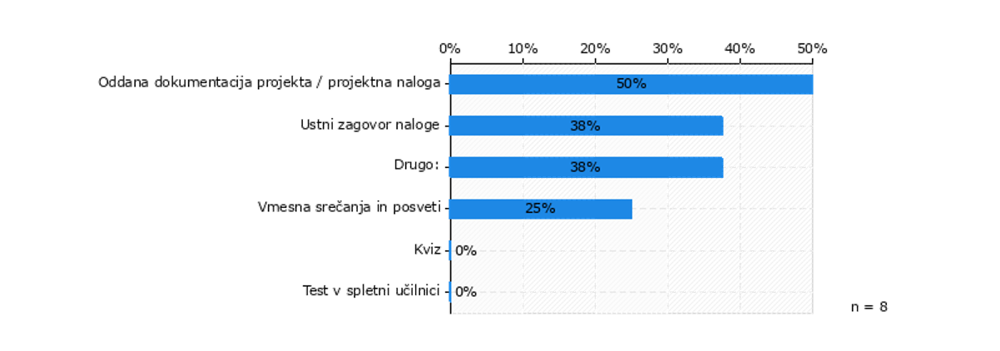 0% 10% 20% 30% 40% 50%
Oddana dokumentacija projekta / projektna naloga 50%
Ustni zagovor naloge 38%
Drugo: 38%
Vmesna srečanja in posveti 25%
Kviz 0%
Test v spletni učilnici 0%
n = 8